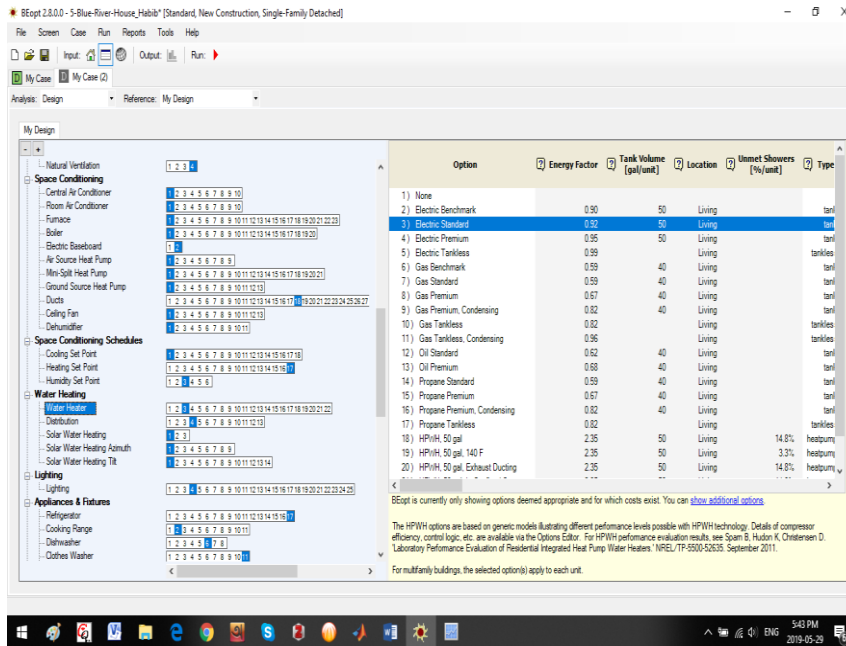 BEopt 2.8.0.0 - 5-Blue-River-House_Habib* [Standard, New Construction, Single-Family Detached]
File Screen Case Run Reports Tools Help
Input: Output: Run:
D My Case D My Case (2)
Analysis: Design Reference: My Design
My Design
Natural Ventilation 1 2 3 4
Space Conditioning
Central Air Conditioner 1 2 3 4 5 6 7 8 9 10
Room Air Conditioner 1 2 3 4 5 6 7 8 9 10
Furnace 1 2 3 4 5 6 7 8 9 10 11 12 13 14 15 16 17 18 19 20 21 22 23
Boiler 1 2 3 4 5 6 7 8 9 10 11 12 13 14 15 16 17 18 19 20
Electric Baseboard 1 2
Air Source Heat Pump 1 2 3 4 5 6 7 8 9
Mini-Split Heat Pump 1 2 3 4 5 6 7 8 9 10 11 12 13 14 15 16 17 18 19 20 21
Ground Source Heat Pump 1 2 3 4 5 6 7 8 9 10 11 12 13
Ducts 1 2 3 4 5 6 7 8 9 10 11 12 13 14 15 16 17 18 19 20 21 22 23 24 25 26 27
Ceiling Fan 1 2 3 4 5 6 7 8 9 10 11 12 13
Dehumidifier 1 2 3 4 5 6 7 8 9 10 11
Space Conditioning Schedules
Cooling Set Point 1 2 3 4 5 6 7 8 9 10 11 12 13 14 15 16 17 18
Heating Set Point 1 2 3 4 5 6 7 8 9 10 11 12 13 14 15 16 17
Humidity Set Point 1 2 3 4 5 6
Water Heating
Water Heater 1 2 3 4 5 6 7 8 9 10 11 12 13 14 15 16 17 18 19 20 21 22
Distribution 1 2 3 4 5 6 7 8 9 10 11 12 13
Solar Water Heating 1 2 3
Solar Water Heating Azimuth 1 2 3 4 5 6 7 8 9
Solar Water Heating Tilt 1 2 3 4 5 6 7 8 9 10 11 12 13 14
Lighting
Lighting 1 2 3 4 5 6 7 8 9 10 11 12 13 14 15 16 17 18 19 20 21 22 23 24 25
Appliances & Fixtures
Refrigerator 1 2 3 4 5 6 7 8 9 10 11 12 13 14 15 16 17
Cooking Range 1 2 3 4 5 6 7 8 9 10 11
Dishwasher 1 2 3 4 5 6 7 8
Clothes Washer 1 2 3 4 5 6 7 8 9 10 11
Option Energy Factor Tank Volume [gal/unit] Location Unmet Showers [%/unit] Type
1) None
2) Electric Benchmark 0.90 50 Living tank
3) Electric Standard 0.92 50 Living tank
4) Electric Premium 0.95 50 Living tank
5) Electric Tankless 0.99 Living tankles
6) Gas Benchmark 0.59 40 Living tank
7) Gas Standard 0.59 40 Living tank
8) Gas Premium 0.67 40 Living tank
9) Gas Premium, Condensing 0.82 40 Living tank
10) Gas Tankless 0.82 Living tankles
11) Gas Tankless, Condensing 0.96 Living tankles
12) Oil Standard 0.62 40 Living tank
13) Oil Premium 0.68 40 Living tank
14) Propane Standard 0.59 40 Living tank
15) Propane Premium 0.67 40 Living tank
16) Propane Premium, Condensing 0.82 40 Living tank
17) Propane Tankless 0.82 Living tankles
18) HPWH, 50 gal 2.35 50 Living 14.8% heatpump
19) HPWH, 50 gal, 140 F 2.35 50 Living 3.3% heatpump
20) HPWH, 50 gal, Exhaust Ducting 2.35 50 Living 14.8% heatpump
BEopt is currently only showing options deemed appropriate and for which costs exist. You can show additional options.
The HPWH options are based on generic models illustrating different performance levels possible with HPWH technology. Details of compressor
efficiency, control logic, etc. are available via the Options Editor. For HPWH performance evaluation results, see Sparn B, Hudon K, Christensen D.
'Laboratory Performance Evaluation of Residential Integrated Heat Pump Water Heaters.' NREL/TP-5500-52635. September 2011.
For multifamily buildings, the selected option(s) apply to each unit.
ENG
5:43 PM
2019-05-29